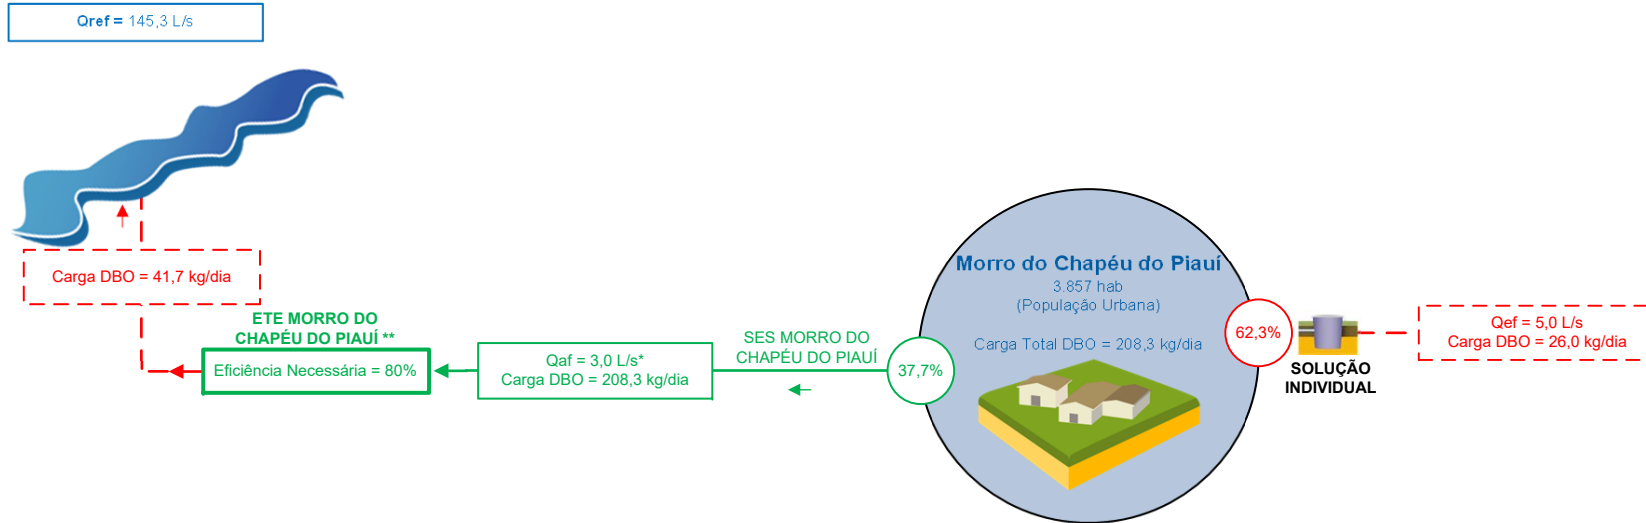 Qref = 145,3 L/s
Carga DBO = 41,7 kg/dia
ETE MORRO DO
CHAPÉU DO PIAUÍ **
Eficiência Necessária = 80%
Qaf = 3,0 L/s*
Carga DBO = 208,3 kg/dia
SES MORRO DO
CHAPÉU DO PIAUÍ
37,7%
Morro do Chapéu do Piauí
3.857 hab
(População Urbana)
Carga Total DBO = 208,3 kg/dia
62,3%
SOLUÇÃO
INDIVIDUAL
Qef = 5,0 L/s
Carga DBO = 26,0 kg/dia